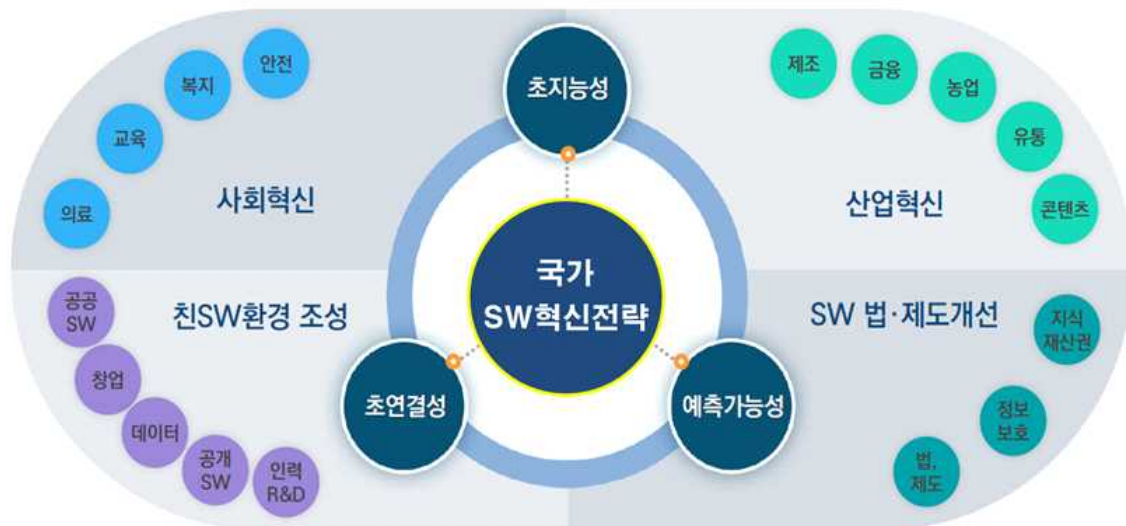 초지능성
안전
복지
교육
의료
사회혁신
제조
금융
농업
유통
콘텐츠
산업혁신
국가
SW혁신전략
공공
SW
창업
데이터
공개
SW
인력
R&D
친SW환경 조성
초연결성
예측가능성
SW 법·제도개선
지식
재산권
정보
보호
법,
제도